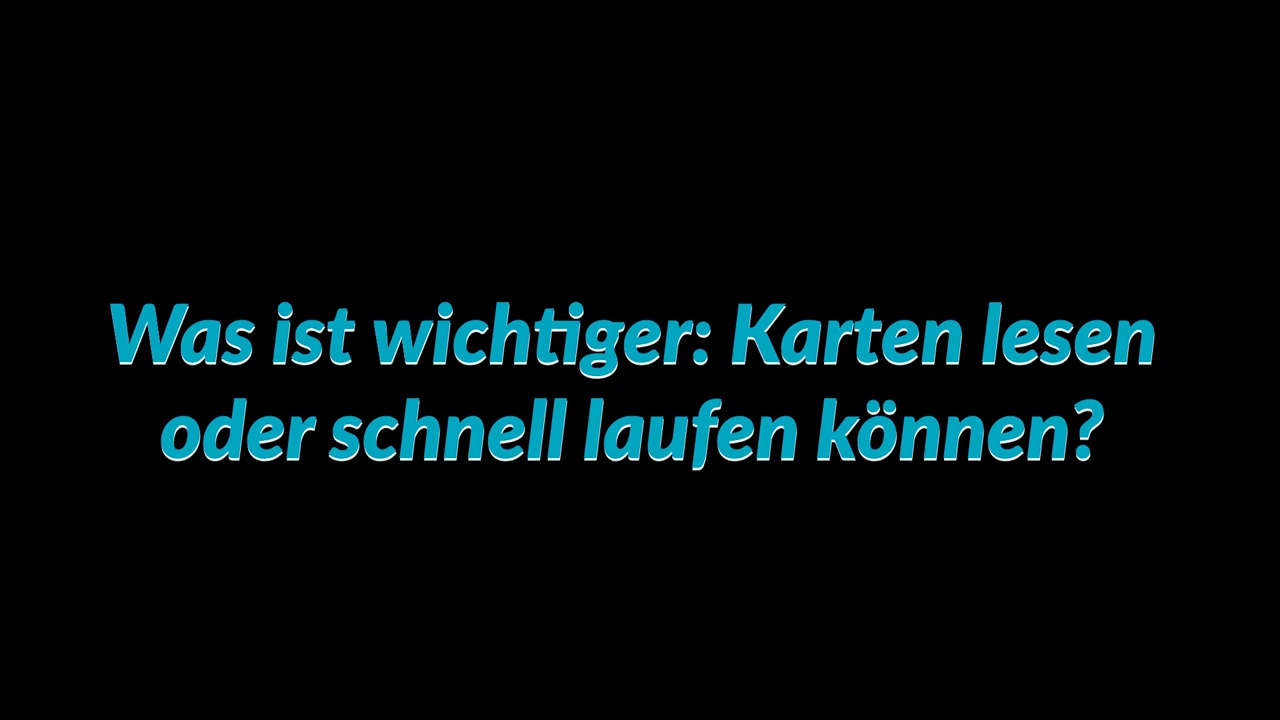 Was ist wichtiger: Karten lesen
oder schnell laufen können?